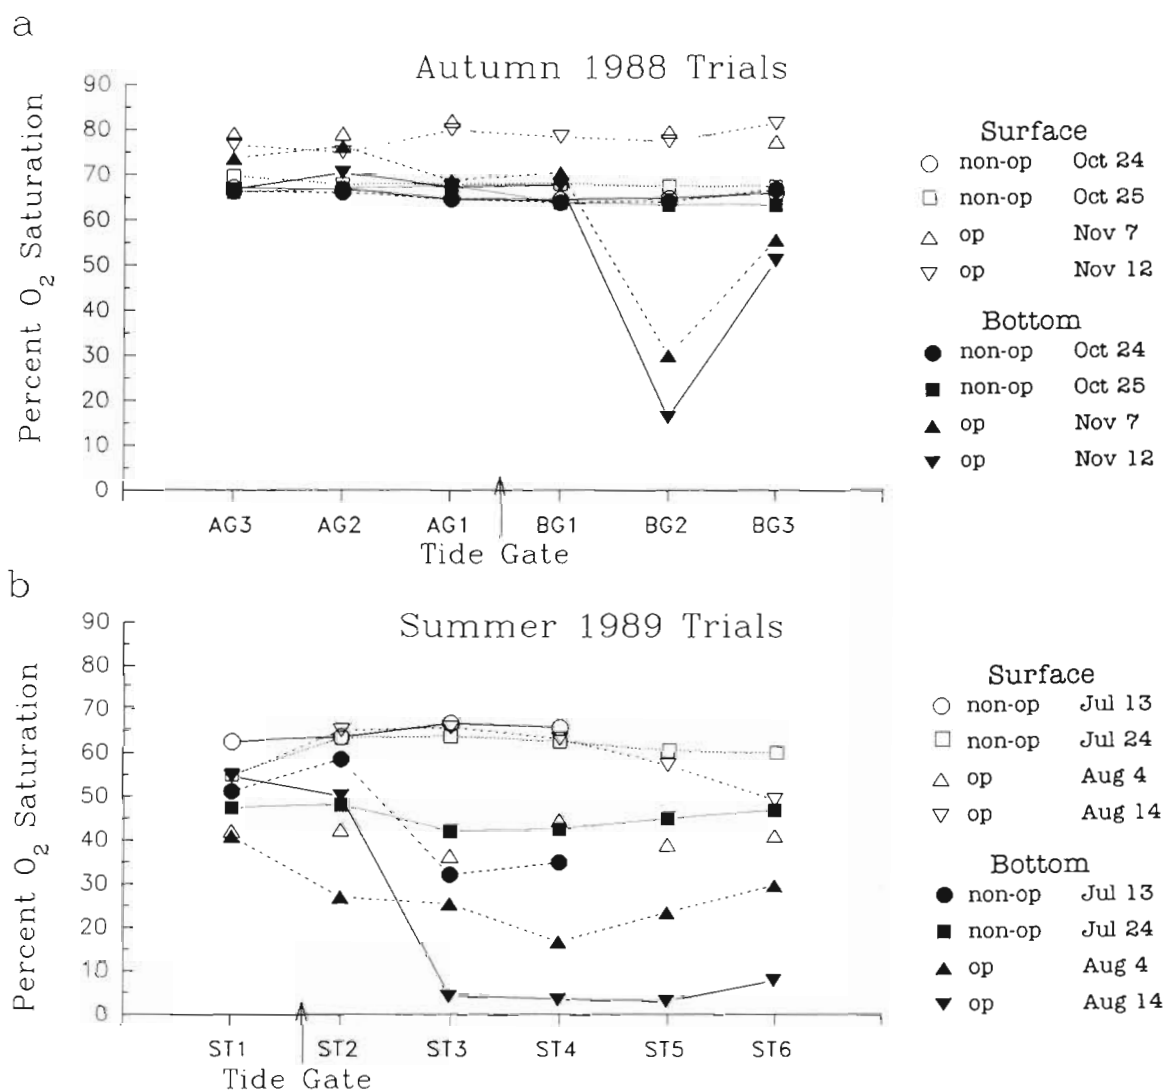 a
Autumn 1988 Trials
Percent O2 Saturation
90
80
70
60
50
40
30
20
10
0
AG3 AG2 AG1 BG1 BG2 BG3
Tide Gate
Surface
non-op Oct 24
non-op Oct 25
op Nov 7
op Nov 12
Bottom
non-op Oct 24
non-op Oct 25
op Nov 7
op Nov 12
b
Summer 1989 Trials
Percent O2 Saturation
90
80
70
60
50
40
30
20
10
0
ST1 ST2 ST3 ST4 ST5 ST6
Tide Gate
Surface
non-op Jul 13
non-op Jul 24
op Aug 4
op Aug 14
Bottom
non-op Jul 13
non-op Jul 24
op Aug 4
op Aug 14